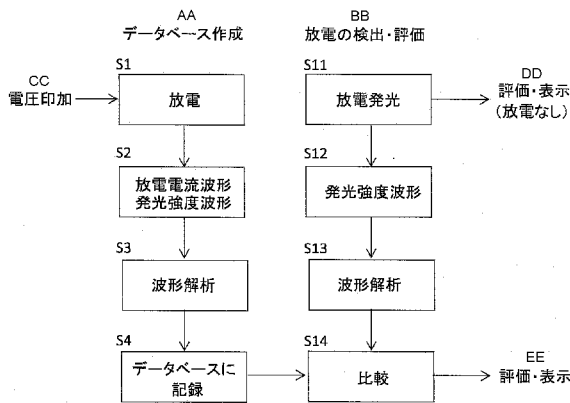 AA
データベース作成
BB
放電の検出・評価
CC
電圧印加
S1
放電
S11
放電発光
DD
評価・表示
(放電なし)
S2
放電電流波形
発光強度波形
S12
発光強度波形
S3
波形解析
S13
波形解析
S4
データベースに
記録
S14
比較
EE
評価・表示